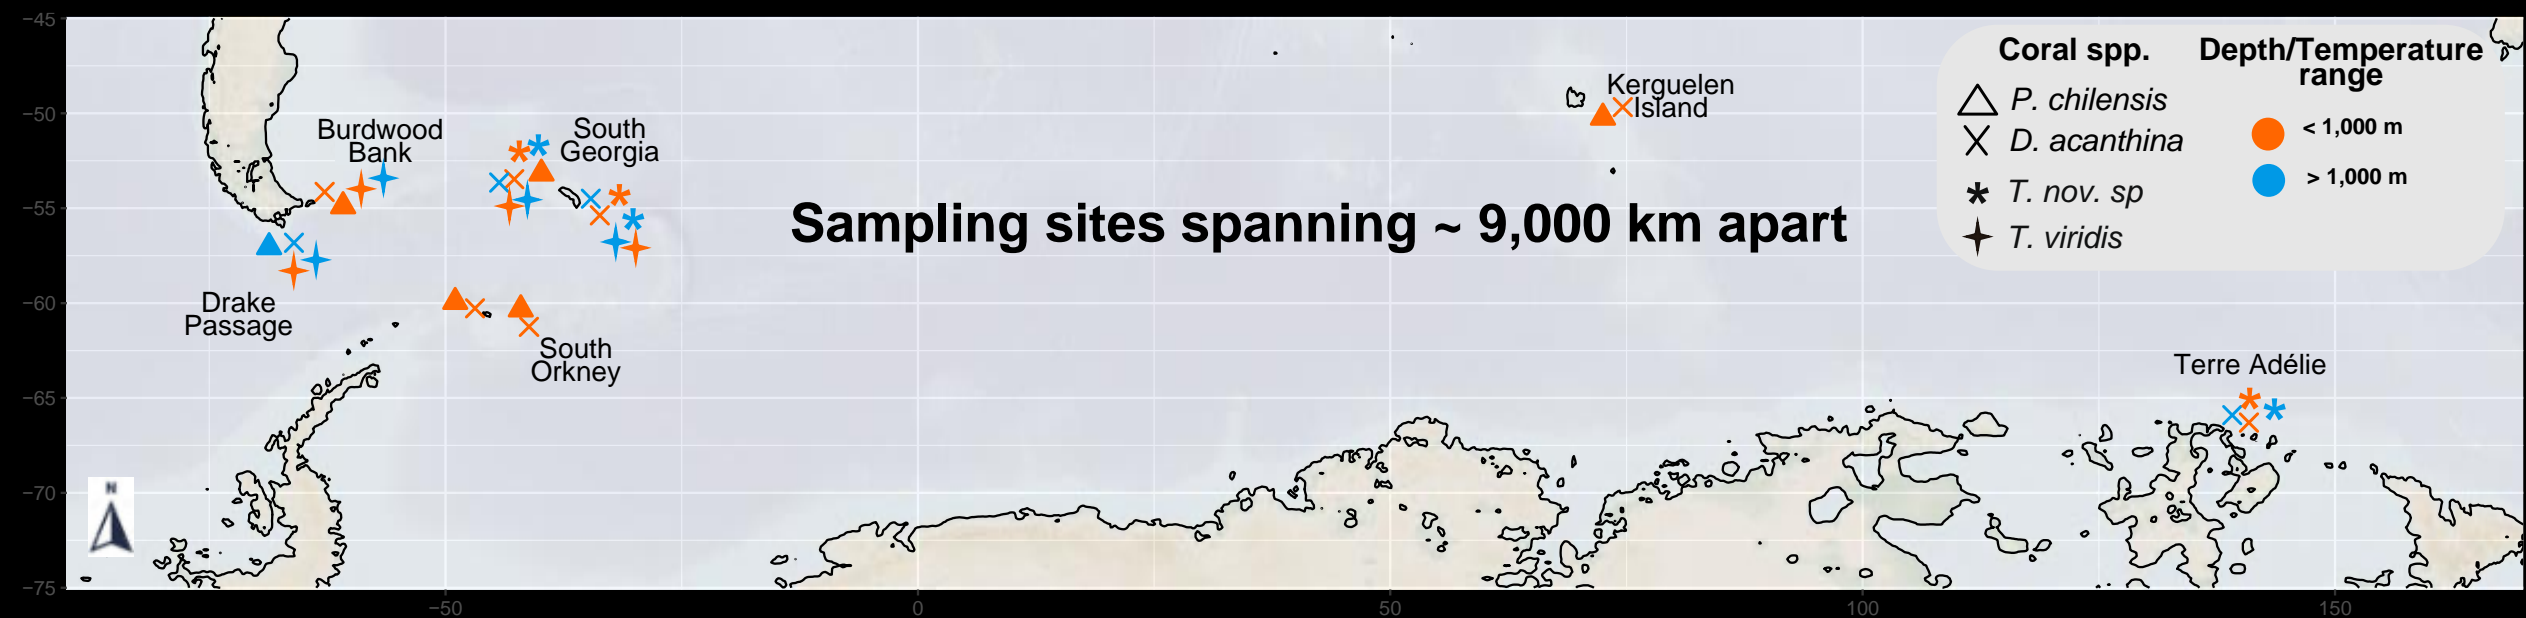 −45
−50
−55
−60
−65
−70
−75
−50
0
50
100
150
Burdwood
Bank
South
Georgia
Kerguelen
Island
Drake
Passage
South
Orkney
Terre Adélie
Sampling sites spanning ~ 9,000 km apart
Coral spp.
P. chilensis
D. acanthina
T. nov. sp
T. viridis
Depth/Temperature
range
< 1,000 m
> 1,000 m
N